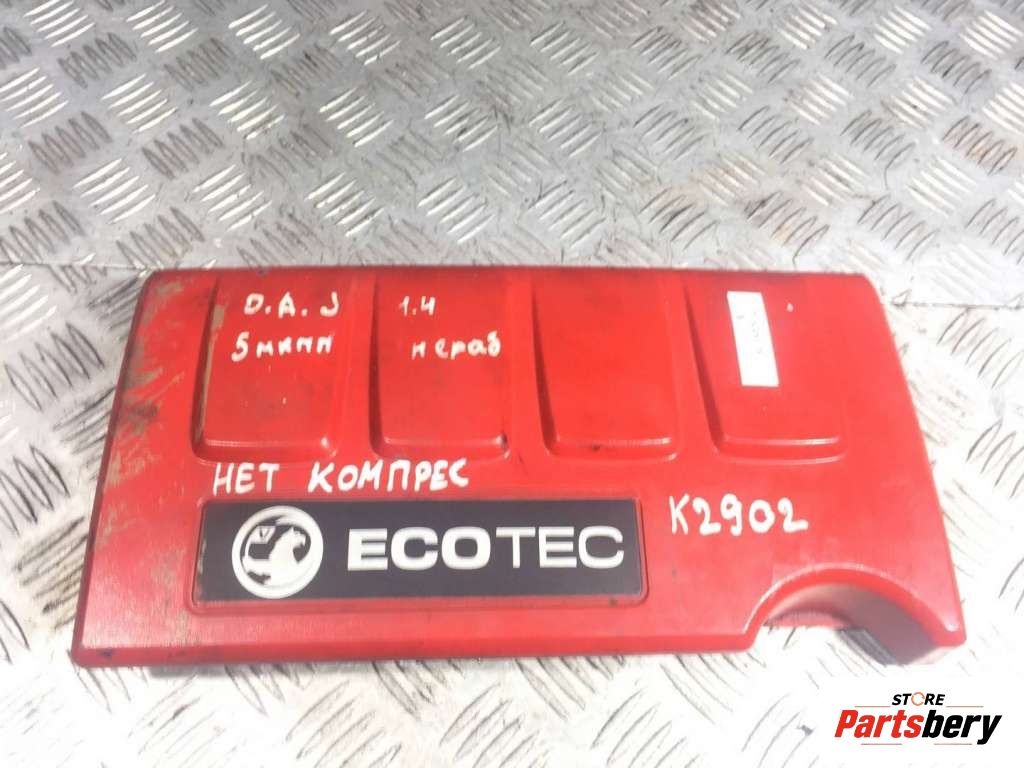 О.А.J 1.4
5мкпп нераб
НЕТ КОМПРЕС
K2902
ECOTEC
STORE
Partsbery